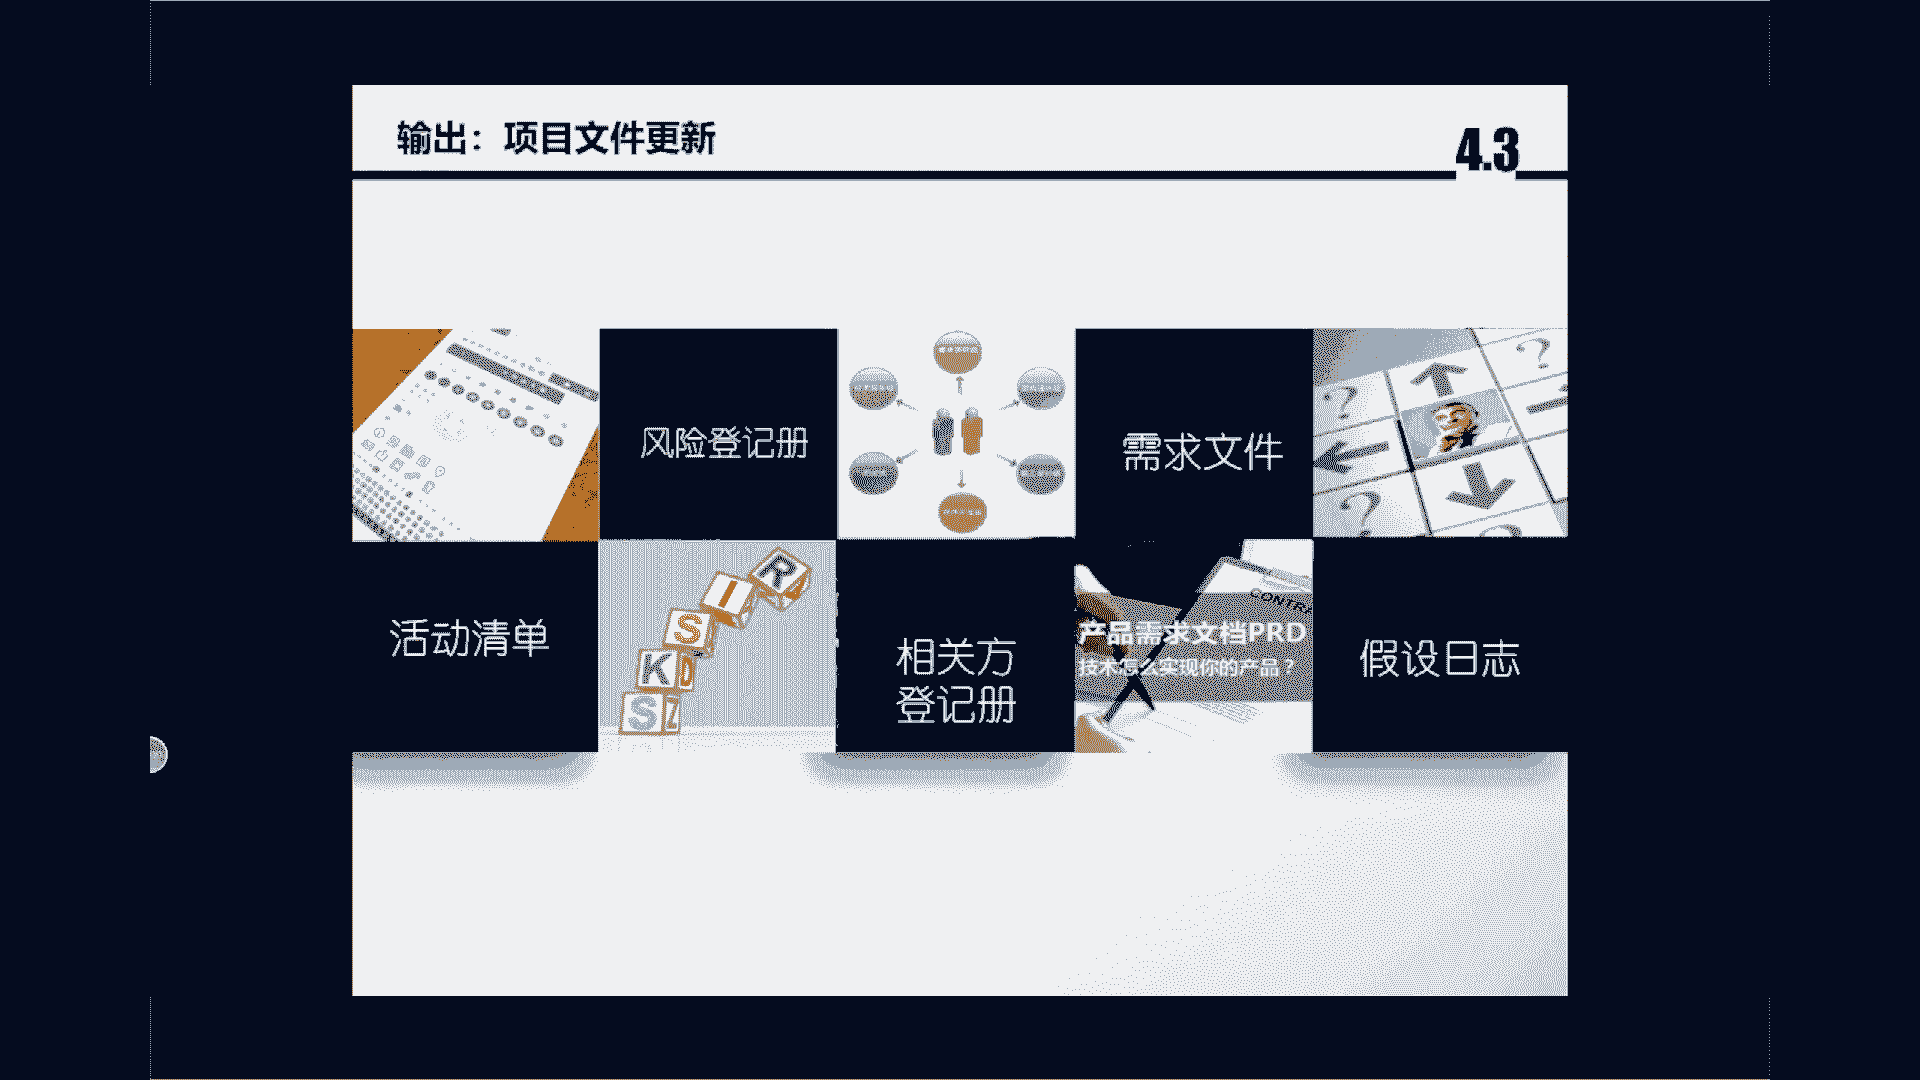 输出：项目文件更新
4.3
风险登记册
需求文件
活动清单
R
I
S
K
S
相关方
登记册
CONTR
产品需求文档PRD
技术怎么实现你的产品？
假设日志